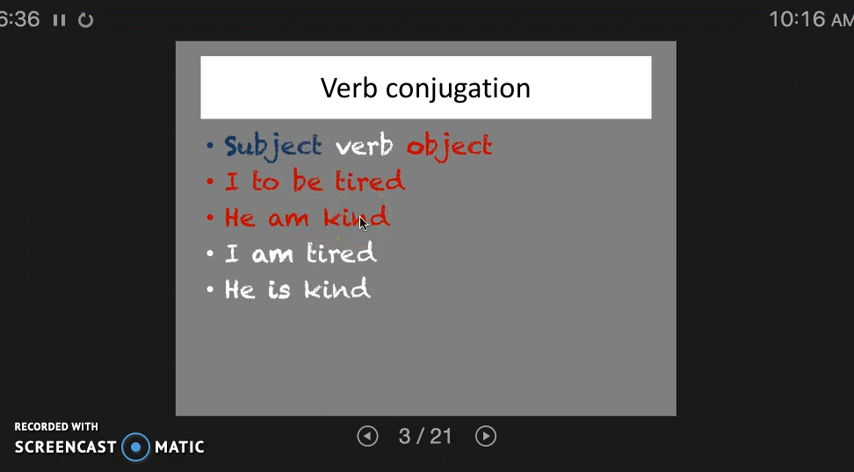 6:36
10:16 AM
Verb conjugation
• Subject verb object
• I to be tired
• He am kind
• I am tired
• He is kind
RECORDED WITH
SCREENCAST MATIC
3 / 21